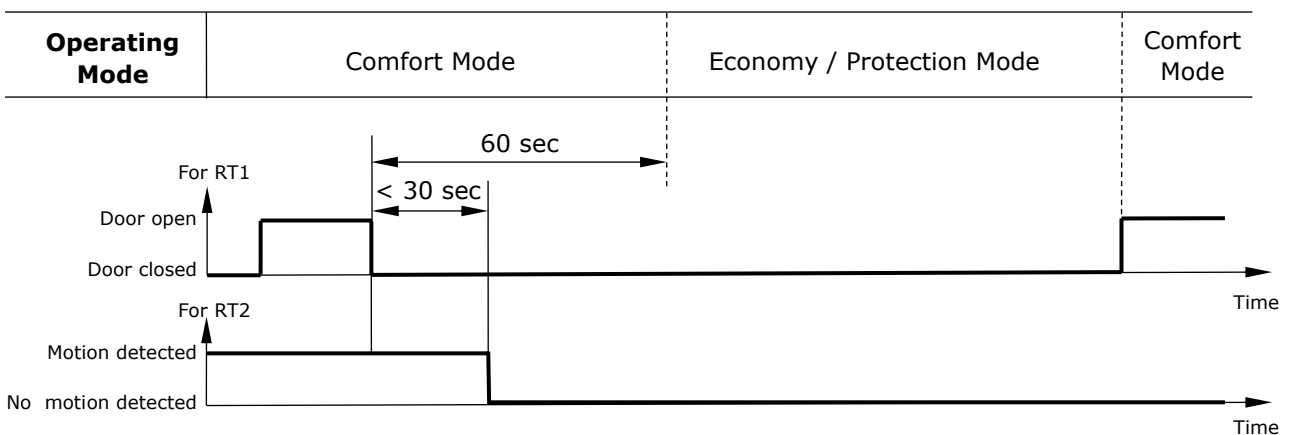 Operating
Mode
Comfort Mode
Economy / Protection Mode
Comfort
Mode
60 sec
For RT1
< 30 sec
Door open
Door closed
Time
For RT2
Motion detected
No motion detected
Time